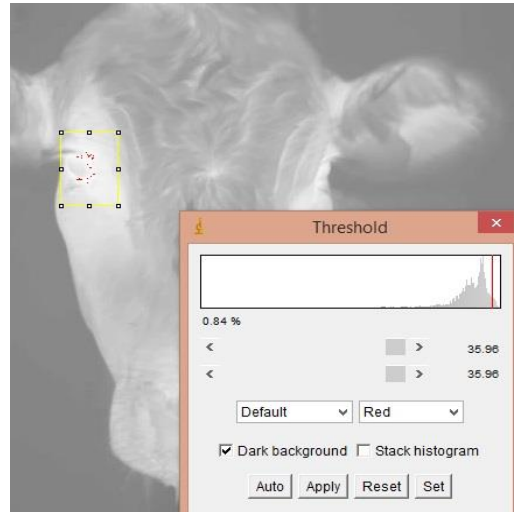 Threshold
0.84 %
35.96
35.96
Default Red
Dark background Stack histogram
Auto Apply Reset Set